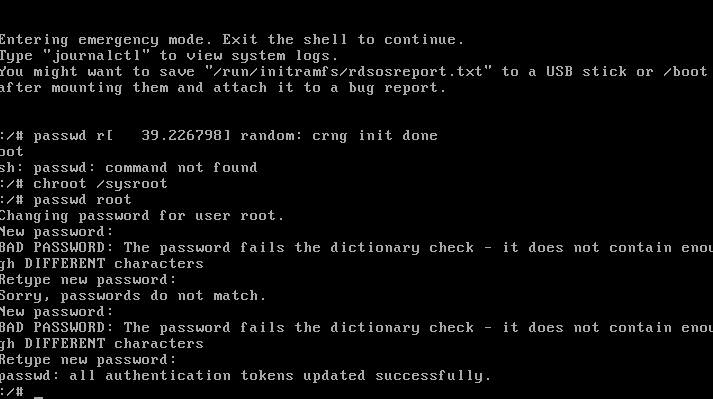 Entering emergency mode. Exit the shell to continue.
Type "journalctl" to view system logs.
You might want to save "/run/initramfs/rdsosreport.txt" to a USB stick or /boot
after mounting them and attach it to a bug report.
:/# passwd r[   39.226798] random: crng init done
oot
sh: passwd: command not found
:/# chroot /sysroot
:/# passwd root
Changing password for user root.
New password:
BAD PASSWORD: The password fails the dictionary check - it does not contain enou
gh DIFFERENT characters
Retype new password:
Sorry, passwords do not match.
New password:
BAD PASSWORD: The password fails the dictionary check - it does not contain enou
gh DIFFERENT characters
Retype new password:
passwd: all authentication tokens updated successfully.
:/# _